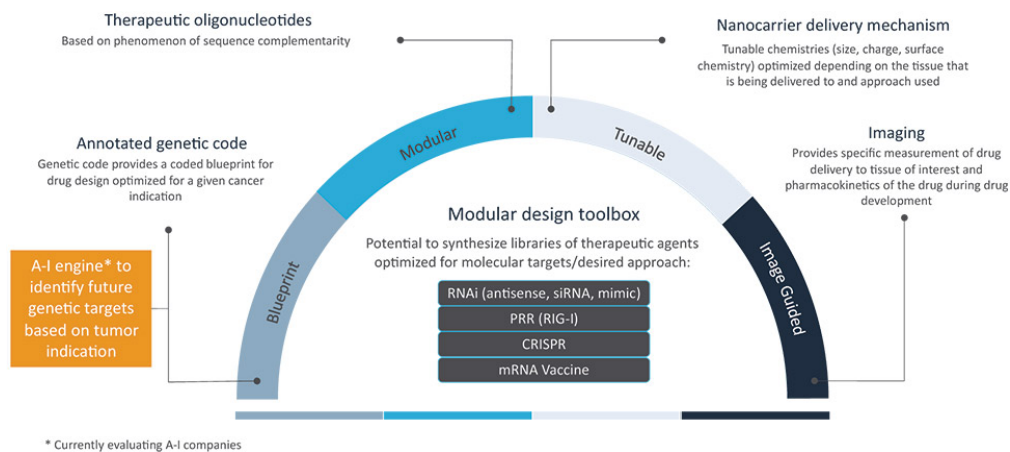 Therapeutic oligonucleotides
Based on phenomenon of sequence complementarity
Nanocarrier delivery mechanism
Tunable chemistries (size, charge, surface
chemistry) optimized depending on the tissue that
is being delivered to and approach used
Annotated genetic code
Genetic code provides a coded blueprint for
drug design optimized for a given cancer
indication
Imaging
Provides specific measurement of drug
delivery to tissue of interest and
pharmacokinetics of the drug during drug
development
A-I engine* to
identify future
genetic targets
based on tumor
indication
Blueprint
Modular
Tunable
Image Guided
Modular design toolbox
Potential to synthesize libraries of therapeutic agents
optimized for molecular targets/desired approach:
RNAi (antisense, siRNA, mimic)
PRR (RIG-I)
CRISPR
mRNA Vaccine
* Currently evaluating A-I companies